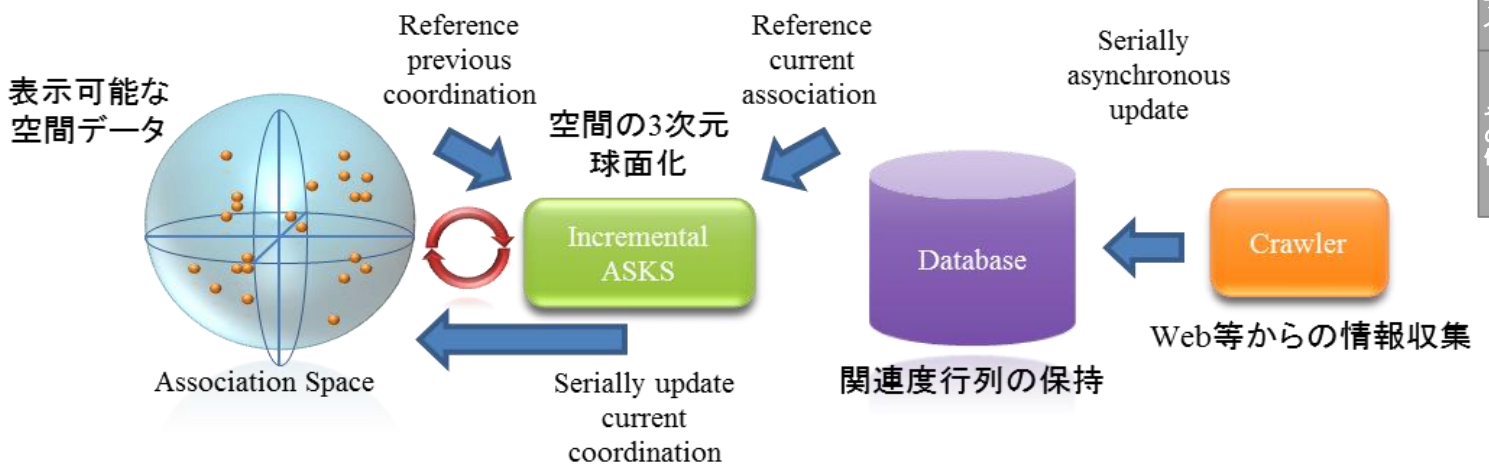 表示可能な
空間データ
Reference
previous
coordination
空間の3次元
球面化
Reference
current
association
Serially
asynchronous
update
Incremental
ASKS
Database
Crawler
Association Space
Serially update
current
coordination
関連度行列の保持
Web等からの情報収集